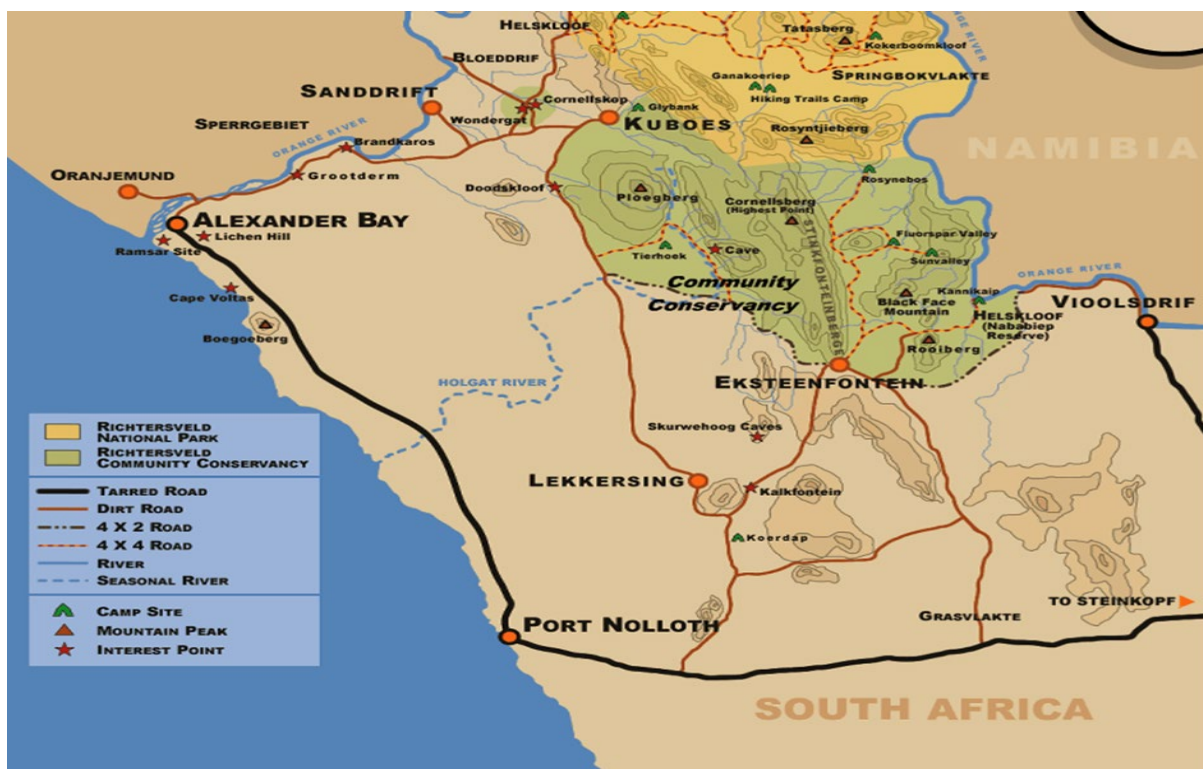 Helskloof
Tatasberg
Kokerboomkloof
Orange River
Bloeddrif
Ganakoeriep
Springbokvlakte
Sanddrift
Cornellskop
Hiking Trails Camp
Glybank
Wondergat
Kuboes
Sperrgebiet
Rosyntjieberg
Orange River
Brandkaros
Namibia
Oranjemund
Grootderm
Doodskloof
Rosynebos
Ploegberg
Cornellsberg
(Highest Point)
Alexander Bay
Lichen Hill
Ramsar Site
Stinkfonteinberge
Fluorspar Valley
Tierhoek
Cave
Sunvalley
Community
Conservancy
Orange River
Cape Voltas
Kannikaip
Black Face
Mountain
Vioolsdrif
Helskloof
(Nababiep
Reserve)
Boegoeberg
Rooiberg
Holgat River
Eksteenfontein
Richtersveld
National Park
Richtersveld
Community Conservancy
Skurwehoog Caves
Lekkersing
Kalkfontein
Tarred Road
Dirt Road
4 X 2 Road
4 X 4 Road
River
Seasonal River
Koerdap
Camp Site
Mountain Peak
Interest Point
To Steinkopf
Grasvlakte
Port Nolloth
South Africa